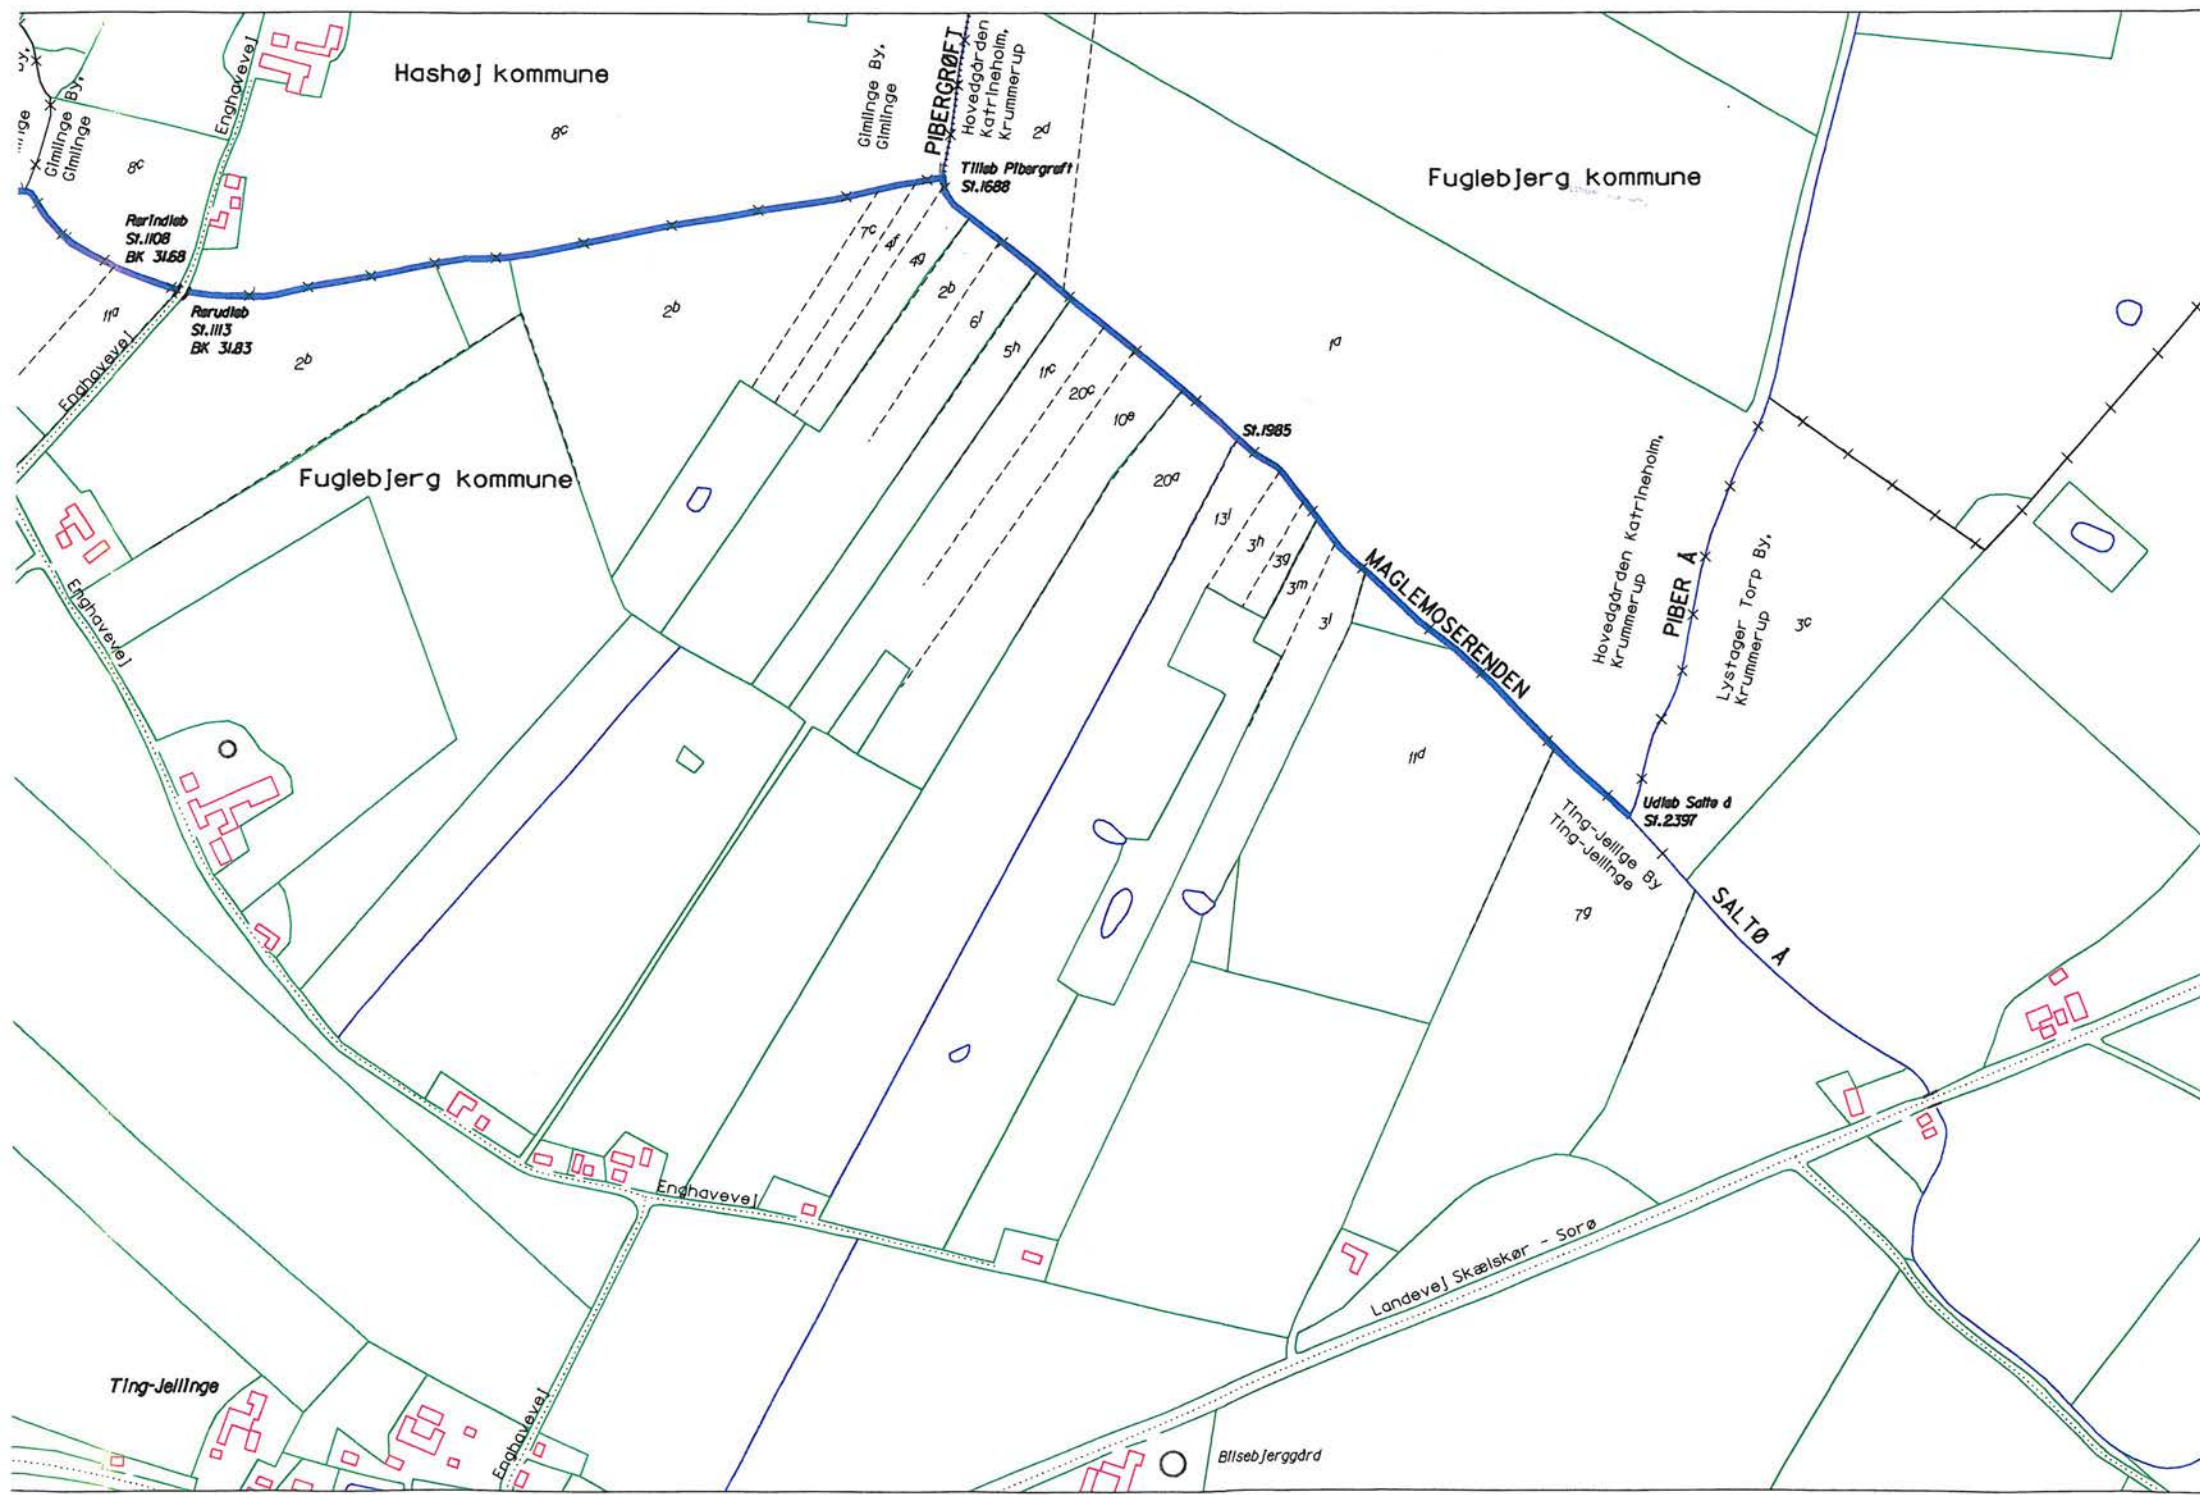 Hashøj kommune
Enghavevej
Gimlinge By,
Gimlinge
8c
8c
Gimlinge By,
Gimlinge
PIBERGRØFT
Hovedgården
Katrineholm,
Krummerup
2d
Tilløb Pibergrøft
St.1688
Fuglebjerg kommune
Rørindløb
St.1108
BK 31.68
11a
Rørudløb
St.1113
BK 31.83
Enghavevej
2b
2b
7c
4f
4g
2b
6l
5h
11c
20c
10e
1a
St.1985
Fuglebjerg kommune
20a
13l
3h
3g
3m
3l
MAGLEMOSERENDEN
Hovedgården Katrineholm,
Krummerup
PIBER Å
Lystager Torp By,
Krummerup
3c
Enghavevej
11d
Udløb Saltø å
St.2397
Ting-Jellige By
Ting-Jellinge
7g
SALTØ Å
Enghavevej
Landevej Skælskør - Sorø
Ting-Jellinge
Enghavevej
Bilsebjerggård